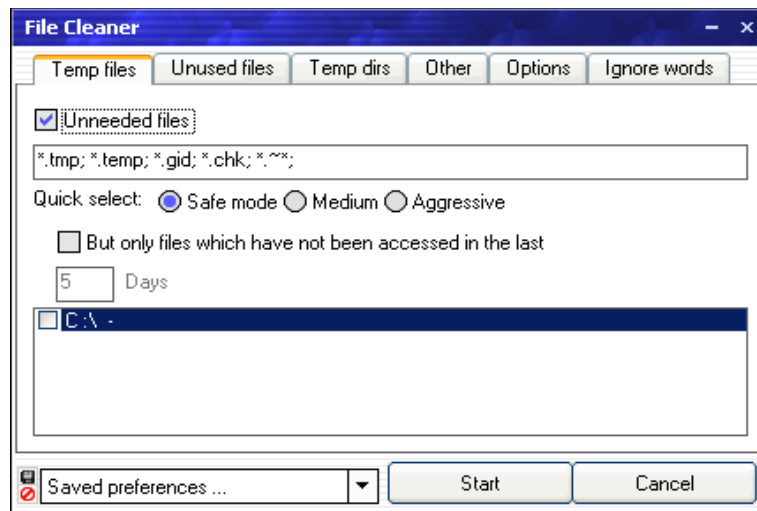 File Cleaner
Temp files Unused files Temp dirs Other Options Ignore words
Unneeded files
*.tmp; *.temp; *.gid; *.chk; *.~*;
Quick select: Safe mode Medium Aggressive
But only files which have not been accessed in the last
5 Days
C:\ -
Saved preferences ... Start Cancel